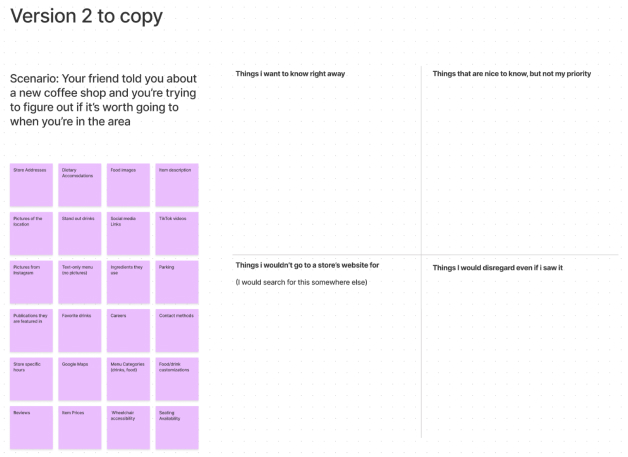 Version 2 to copy
Scenario: Your friend told you about
a new coffee shop and you're trying
to figure out if it's worth going to
when you're in the area
Things i want to know right away
Things that are nice to know, but not my priority
Things i wouldn't go to a store's website for
(I would search for this somewhere else)
Things I would disregard even if i saw it
Store Addresses
Dietary
Accomodations
Food images
Item description
Pictures of the
location
Stand out drinks
Social media
Links
TikTok videos
Pictures from
Instagram
Text-only menu
(no pictures)
Ingredients they
use
Parking
Publications they
are featured in
Favorite drinks
Careers
Contact methods
Store specific
hours
Google Maps
Menu Categories
(drinks, food)
Food/drink
customizations
Reviews
Item Prices
Wheelchair
accessibility
Seating
Availability